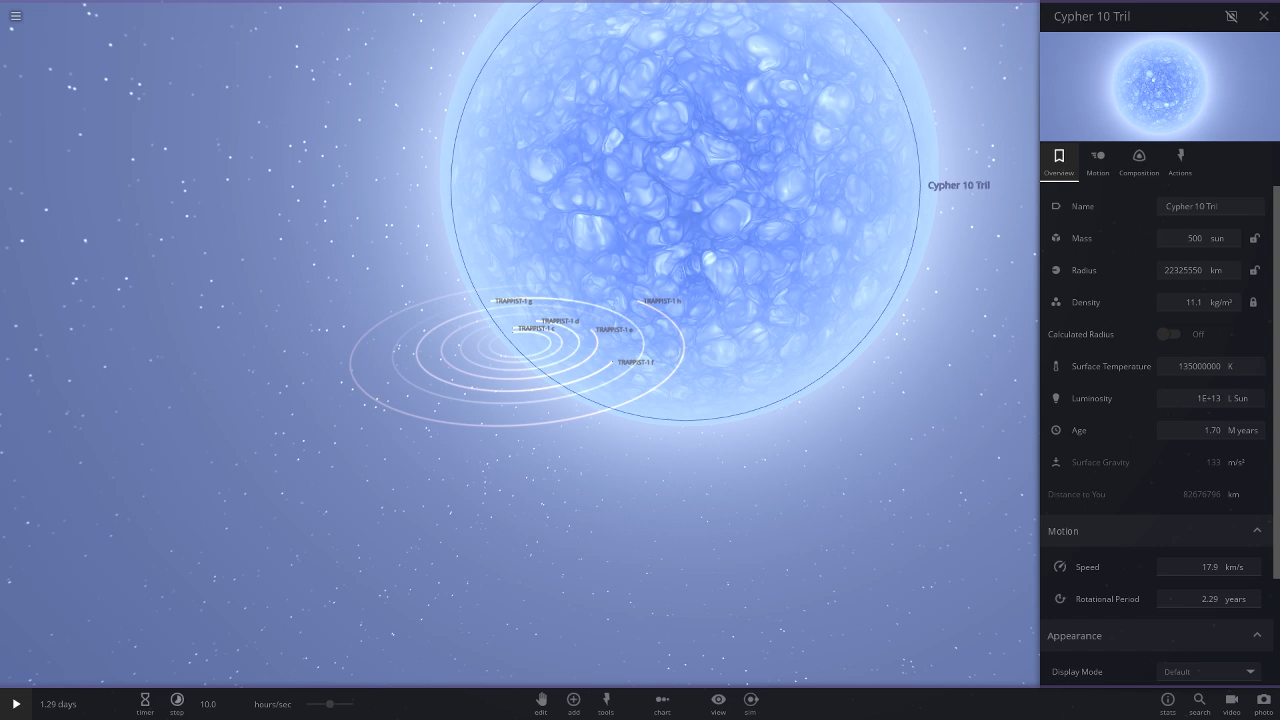 Cypher 10 Tril
Overview
Motion
Composition
Actions
Cypher 10 Tril
Name Cypher 10 Tril
Mass 500 sun
Radius 22325550 km
TRAPPIST-1 g
TRAPPIST-1 h
Density 11.1 kg/m³
TRAPPIST-1 d
TRAPPIST-1 c
TRAPPIST-1 e
Calculated Radius Off
TRAPPIST-1 f
Surface Temperature 135000000 K
Luminosity 1E+13 L Sun
Age 1.70 M years
Surface Gravity 133 m/s²
Distance to You 82676796 km
Motion
Speed 17.9 km/s
Rotational Period 2.29 years
Appearance
Display Mode Default
1.29 days
timer
step
10.0 hours/sec
edit
add
tools
chart
view
sim
stats
search
video
photo